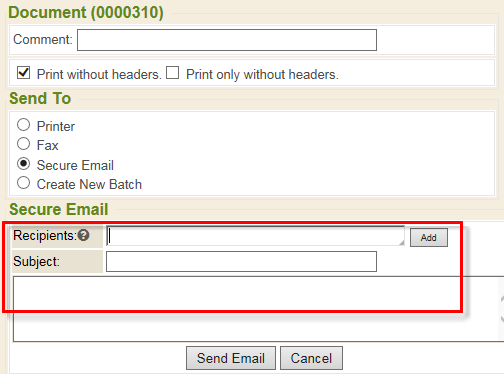 Document (0000310)
Comment:
Print without headers. Print only without headers.
Send To
Printer
Fax
Secure Email
Create New Batch
Secure Email
Recipients:? Add
Subject:
Send Email Cancel